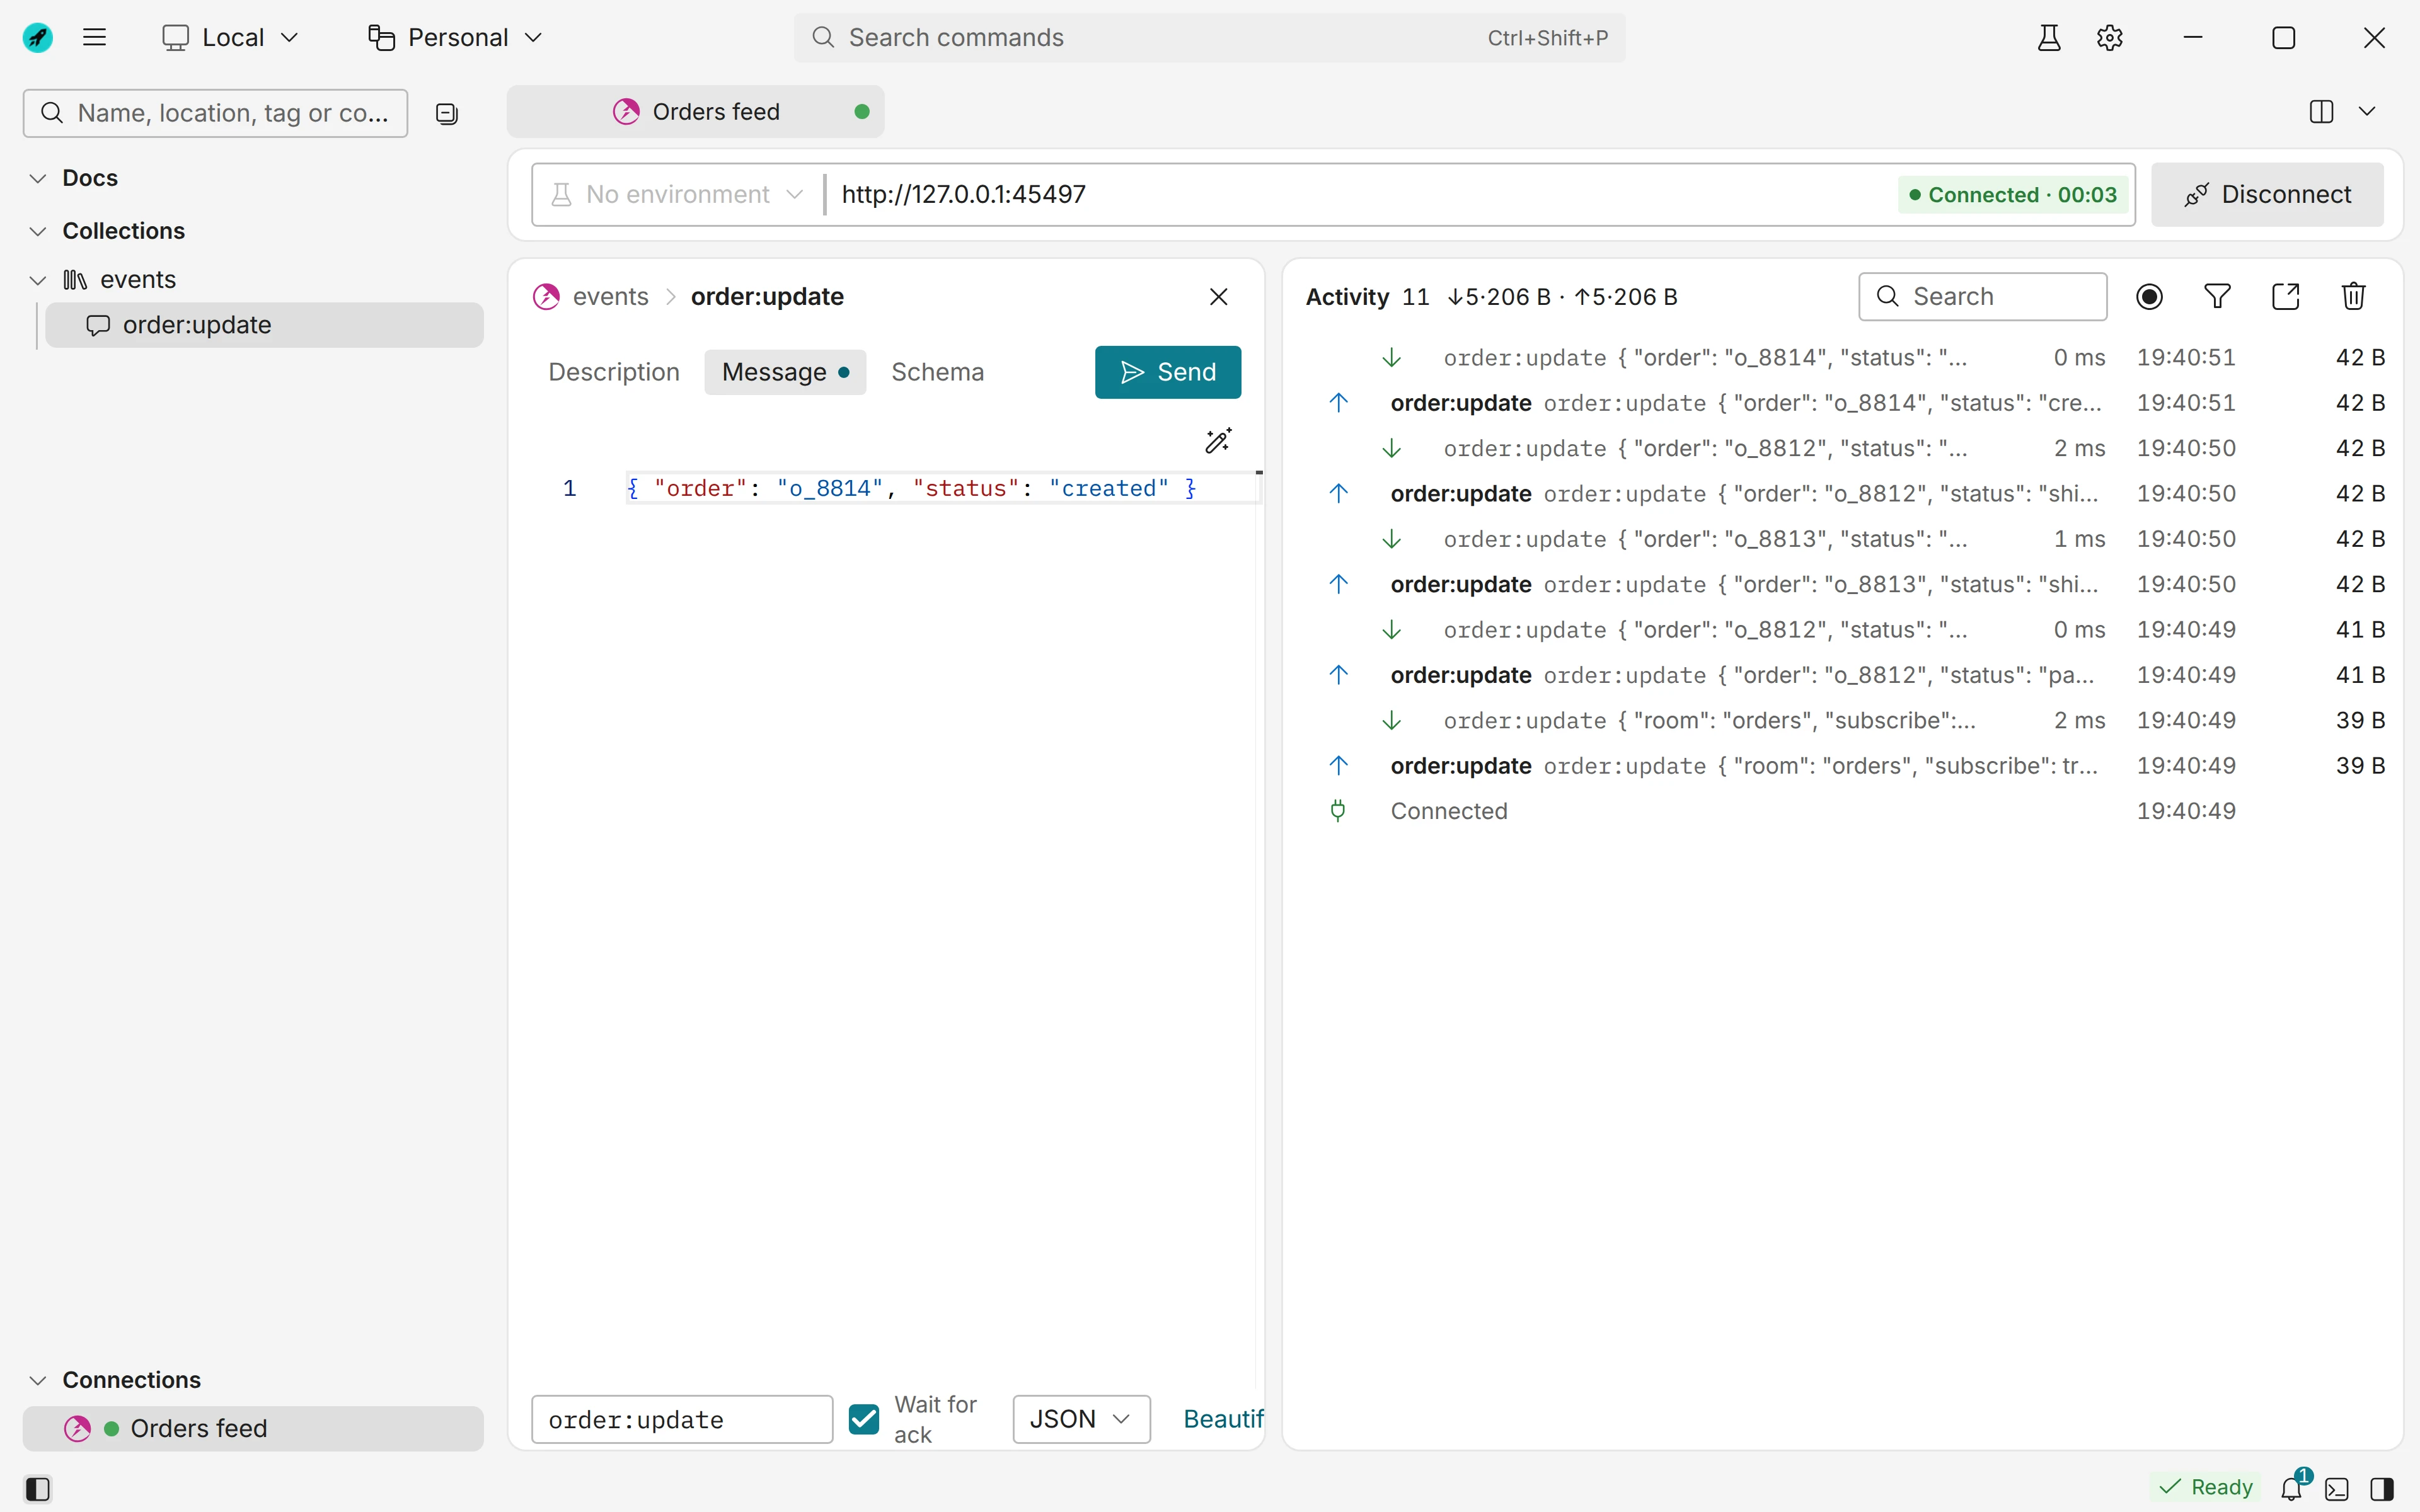 Local
Personal
Search commands
Ctrl+Shift+P
Name, location, tag or co...
Docs
Collections
events
order:update
Connections
Orders feed
Orders feed
No environment
http://127.0.0.1:45497
Connected · 00:03
Disconnect
events
order:update
Description
Message
Schema
Send
1
{ "order": "o_8814", "status": "created" }
order:update
Wait for
ack
JSON
Beautif
Activity 11 ↓5·206 B · ↑5·206 B
Search
order:update { "order": "o_8814", "status": "... 0 ms 19:40:51 42 B
order:update order:update { "order": "o_8814", "status": "cre... 19:40:51 42 B
order:update { "order": "o_8812", "status": "... 2 ms 19:40:50 42 B
order:update order:update { "order": "o_8812", "status": "shi... 19:40:50 42 B
order:update { "order": "o_8813", "status": "... 1 ms 19:40:50 42 B
order:update order:update { "order": "o_8813", "status": "shi... 19:40:50 42 B
order:update { "order": "o_8812", "status": "... 0 ms 19:40:49 41 B
order:update order:update { "order": "o_8812", "status": "pa... 19:40:49 41 B
order:update { "room": "orders", "subscribe":... 2 ms 19:40:49 39 B
order:update order:update { "room": "orders", "subscribe": tr... 19:40:49 39 B
Connected 19:40:49
Ready
1